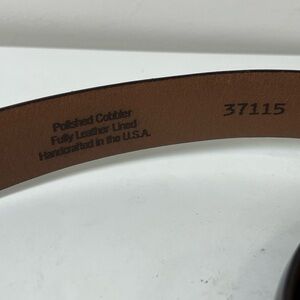 Polished Cobbler
Fully Leather Lined
Handcrafted in the U.S.A.
37115